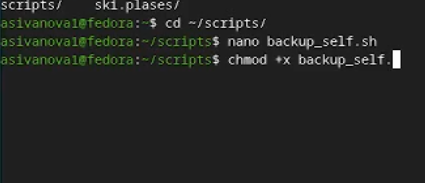 scripts/    ski.plases/
asivanova1@fedora:~$ cd ~/scripts/
asivanova1@fedora:~/scripts$ nano backup_self.sh
asivanova1@fedora:~/scripts$ chmod +x backup_self.